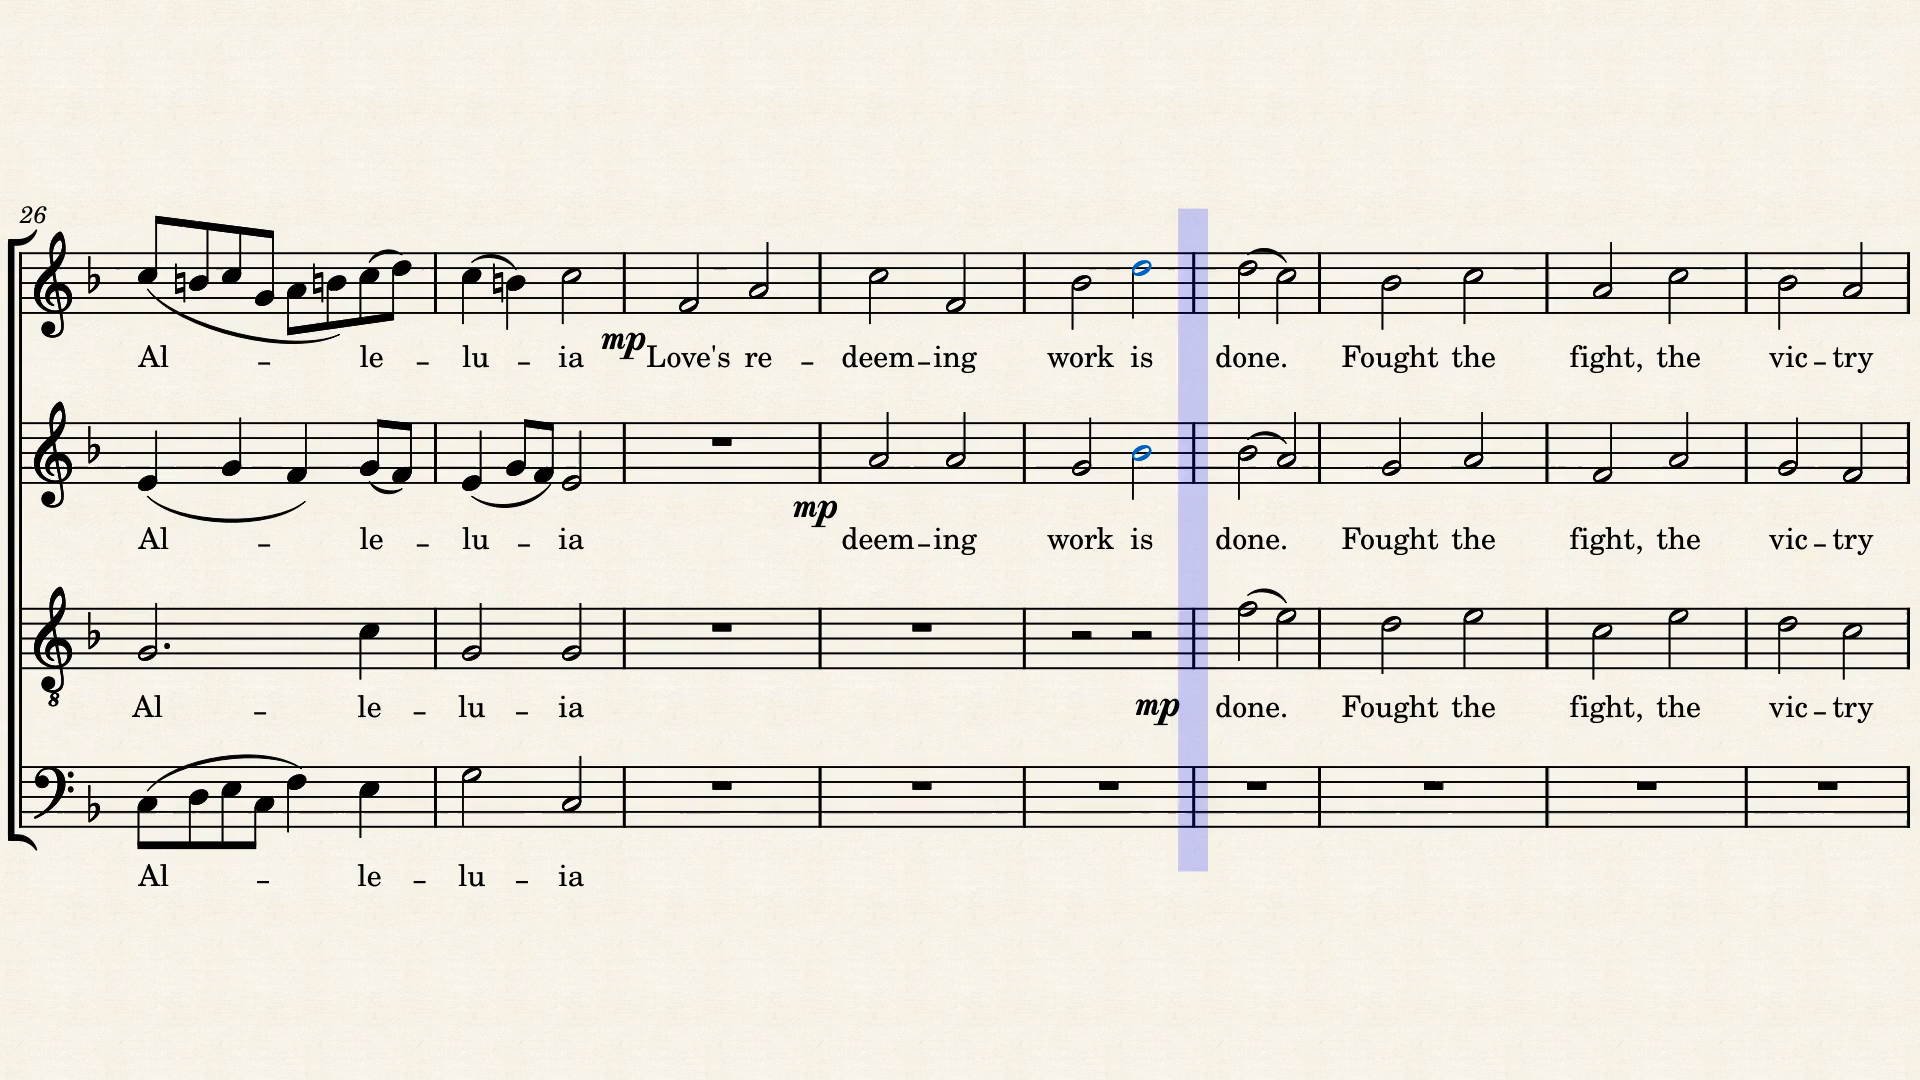 26
mp
Al - le - lu - ia Love's re - deem - ing work is done. Fought the fight, the vic - try
mp
Al - le - lu - ia deem - ing work is done. Fought the fight, the vic - try
8
mp
Al - le - lu - ia done. Fought the fight, the vic - try
Al - le - lu - ia